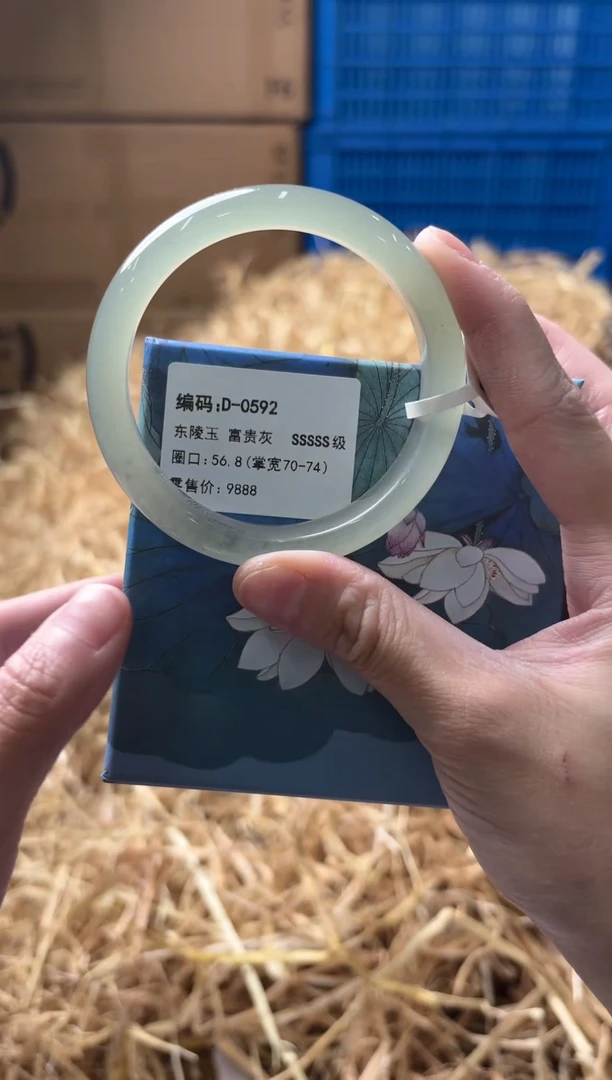 编码:D-0592
东陵玉 富贵灰 SSSSS级
圈口:56.8(掌宽70-74)
零售价: 9888